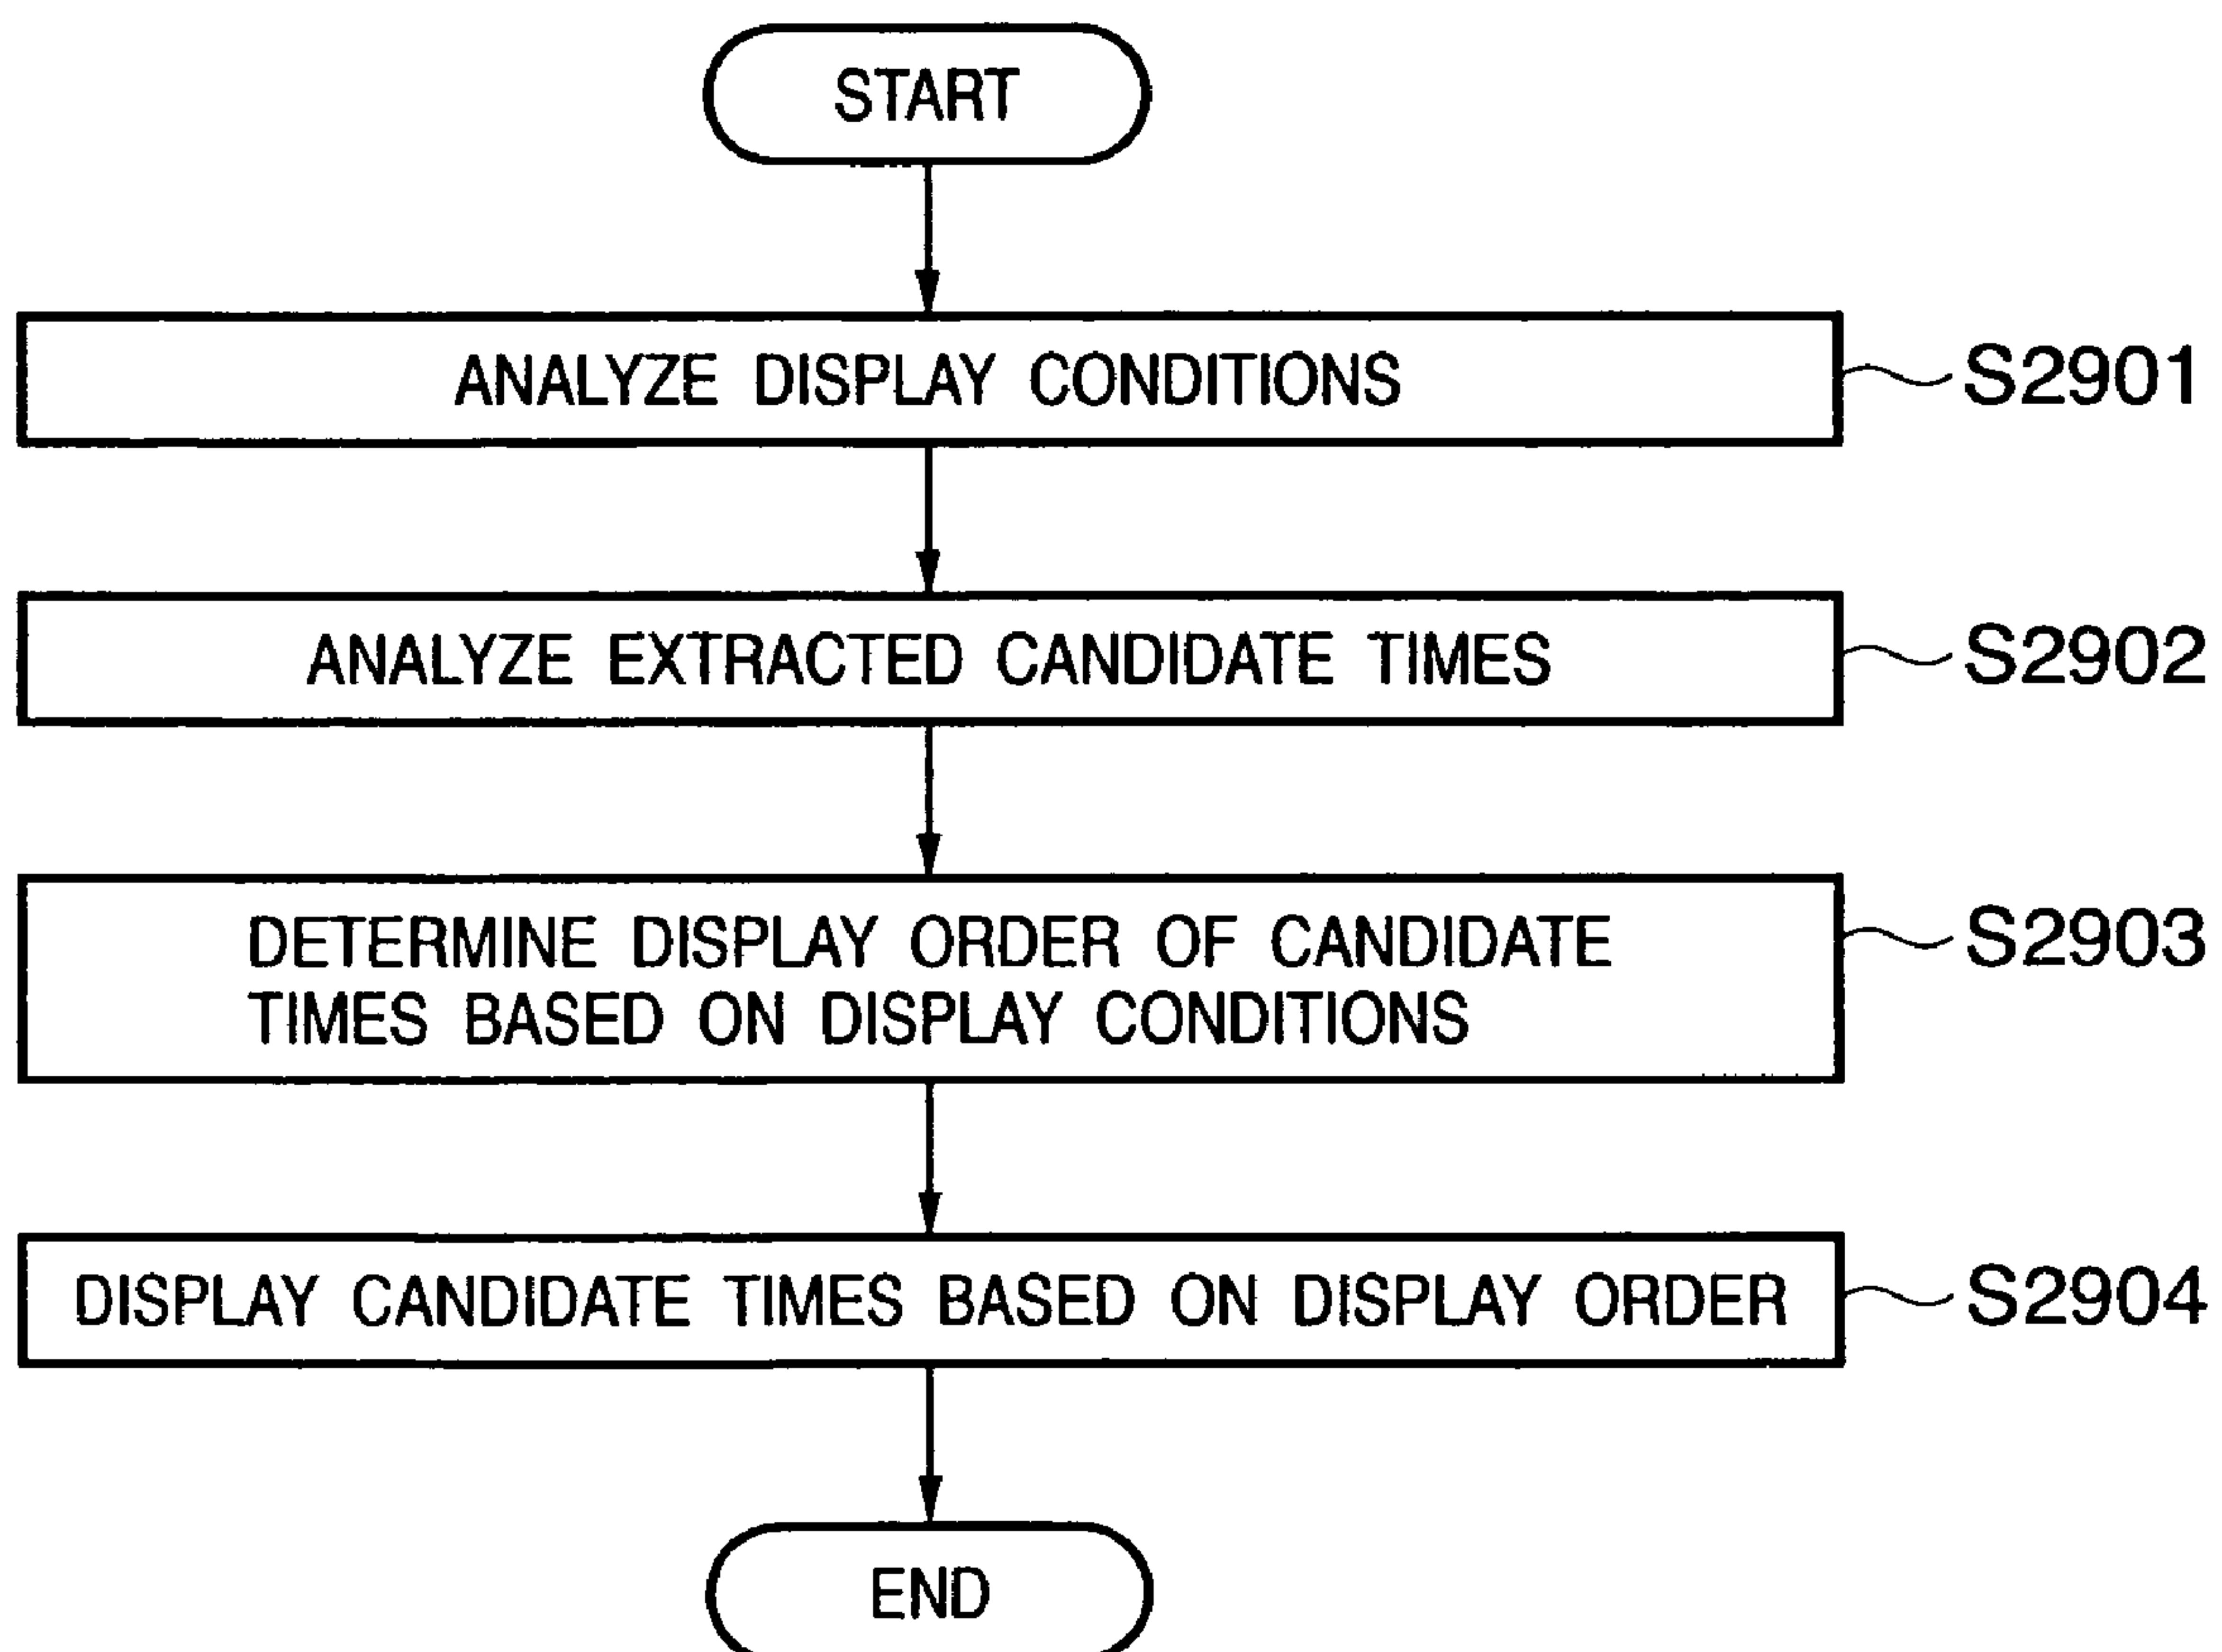 START
ANALYZE DISPLAY CONDITIONS
S2901
ANALYZE EXTRACTED CANDIDATE TIMES
S2902
DETERMINE DISPLAY ORDER OF CANDIDATE
TIMES BASED ON DISPLAY CONDITIONS
S2903
DISPLAY CANDIDATE TIMES BASED ON DISPLAY ORDER
S2904
END